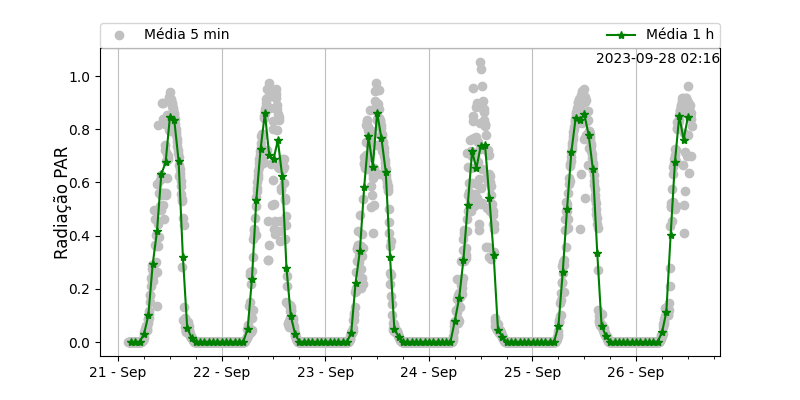 Média 5 min
Média 1 h
2023-09-28 02:16
Radiação PAR
1.0
0.8
0.6
0.4
0.2
0.0
21 - Sep
22 - Sep
23 - Sep
24 - Sep
25 - Sep
26 - Sep